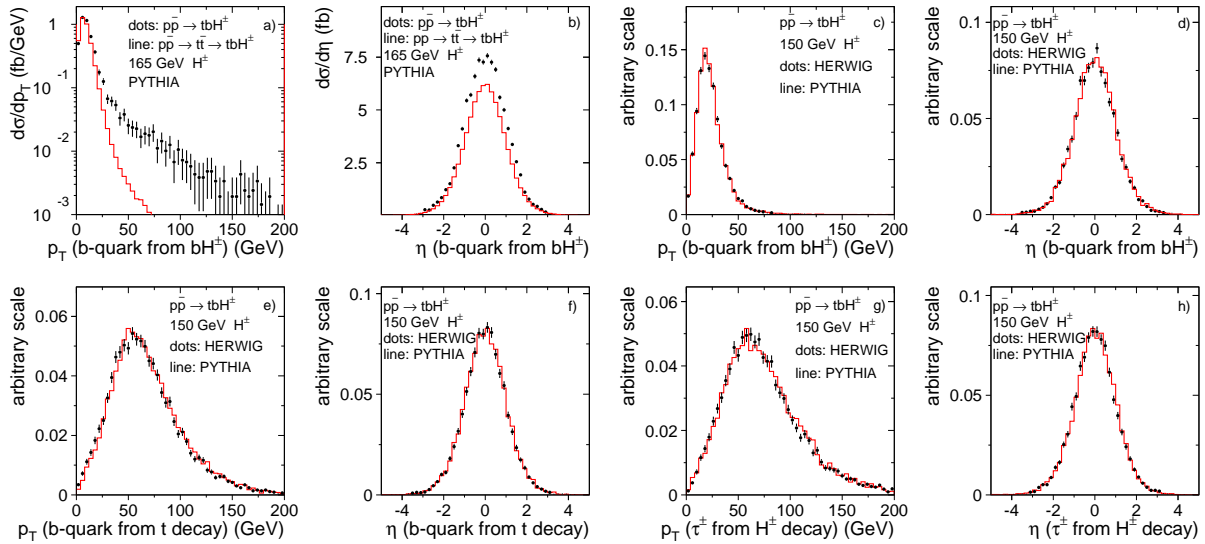 a)
dots: pp̄ → tbH±
line: pp̄ → tt̄ → tbH±
165 GeV H±
PYTHIA
dσ/dpT (fb/GeV)
1
10 -1
10 -2
10 -3
0 50 100 150 200
pT (b-quark from bH±) (GeV)
b)
dots: pp̄ → tbH±
line: pp̄ → tt̄ → tbH±
165 GeV H±
PYTHIA
dσ/dη (fb)
7.5
5
2.5
-4 -2 0 2 4
η (b-quark from bH±)
c)
pp̄ → tbH±
150 GeV H±
dots: HERWIG
line: PYTHIA
arbitrary scale
0.15
0.10
0.05
0
0 50 100 150 200
pT (b-quark from bH±) (GeV)
d)
pp̄ → tbH±
150 GeV H±
dots: HERWIG
line: PYTHIA
arbitrary scale
0.1
0.05
-4 -2 0 2 4
η (b-quark from bH±)
e)
pp̄ → tbH±
150 GeV H±
dots: HERWIG
line: PYTHIA
arbitrary scale
0.06
0.04
0.02
0
0 50 100 150 200
pT (b-quark from t decay) (GeV)
f)
pp̄ → tbH±
150 GeV H±
dots: HERWIG
line: PYTHIA
arbitrary scale
0.1
0.05
0
-4 -2 0 2 4
η (b-quark from t decay)
g)
pp̄ → tbH±
150 GeV H±
dots: HERWIG
line: PYTHIA
arbitrary scale
0.06
0.04
0.02
0
0 50 100 150 200
pT (τ± from H± decay) (GeV)
h)
pp̄ → tbH±
150 GeV H±
dots: HERWIG
line: PYTHIA
arbitrary scale
0.1
0.05
0
-4 -2 0 2 4
η (τ± from H± decay)